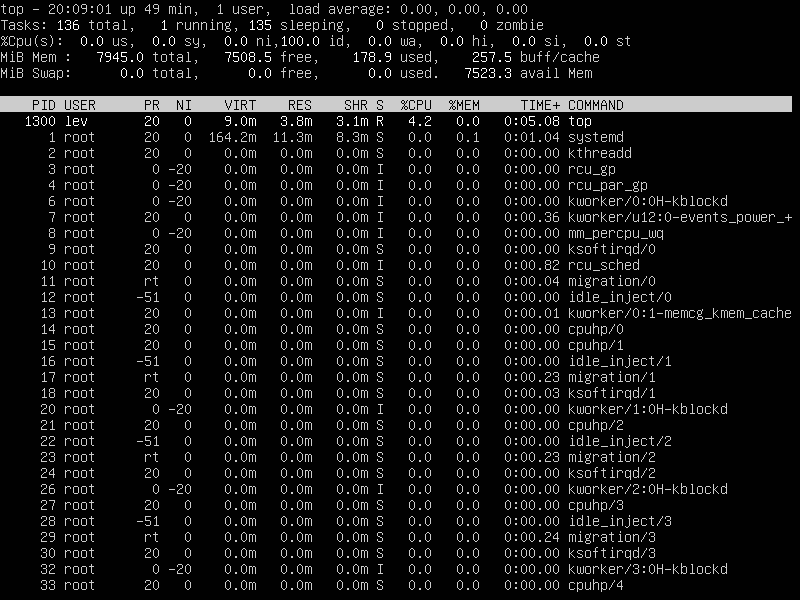 top - 20:09:01 up 49 min,  1 user,  load average: 0.00, 0.00, 0.00
Tasks: 136 total,   1 running, 135 sleeping,   0 stopped,   0 zombie
%Cpu(s):  0.0 us,  0.0 sy,  0.0 ni,100.0 id,  0.0 wa,  0.0 hi,  0.0 si,  0.0 st
MiB Mem :   7945.0 total,   7508.5 free,    178.9 used,    257.5 buff/cache
MiB Swap:      0.0 total,      0.0 free,      0.0 used.   7523.3 avail Mem
PID USER      PR  NI    VIRT    RES    SHR S  %CPU  %MEM     TIME+ COMMAND
1300 lev       20   0    9.0m   3.8m   3.1m R   4.2   0.0   0:05.08 top
1 root      20   0  164.2m  11.3m   8.3m S   0.0   0.1   0:01.04 systemd
2 root      20   0    0.0m   0.0m   0.0m S   0.0   0.0   0:00.00 kthreadd
3 root       0 -20    0.0m   0.0m   0.0m I   0.0   0.0   0:00.00 rcu_gp
4 root       0 -20    0.0m   0.0m   0.0m I   0.0   0.0   0:00.00 rcu_par_gp
6 root       0 -20    0.0m   0.0m   0.0m I   0.0   0.0   0:00.00 kworker/0:0H-kblockd
7 root      20   0    0.0m   0.0m   0.0m I   0.0   0.0   0:00.36 kworker/u12:0-events_power_+
8 root       0 -20    0.0m   0.0m   0.0m I   0.0   0.0   0:00.00 mm_percpu_wq
9 root      20   0    0.0m   0.0m   0.0m S   0.0   0.0   0:00.00 ksoftirqd/0
10 root      20   0    0.0m   0.0m   0.0m I   0.0   0.0   0:00.82 rcu_sched
11 root      rt   0    0.0m   0.0m   0.0m S   0.0   0.0   0:00.04 migration/0
12 root     -51   0    0.0m   0.0m   0.0m S   0.0   0.0   0:00.00 idle_inject/0
13 root      20   0    0.0m   0.0m   0.0m I   0.0   0.0   0:00.01 kworker/0:1-memcg_kmem_cache
14 root      20   0    0.0m   0.0m   0.0m S   0.0   0.0   0:00.00 cpuhp/0
15 root      20   0    0.0m   0.0m   0.0m S   0.0   0.0   0:00.00 cpuhp/1
16 root     -51   0    0.0m   0.0m   0.0m S   0.0   0.0   0:00.00 idle_inject/1
17 root      rt   0    0.0m   0.0m   0.0m S   0.0   0.0   0:00.23 migration/1
18 root      20   0    0.0m   0.0m   0.0m S   0.0   0.0   0:00.03 ksoftirqd/1
20 root       0 -20    0.0m   0.0m   0.0m I   0.0   0.0   0:00.00 kworker/1:0H-kblockd
21 root      20   0    0.0m   0.0m   0.0m S   0.0   0.0   0:00.00 cpuhp/2
22 root     -51   0    0.0m   0.0m   0.0m S   0.0   0.0   0:00.00 idle_inject/2
23 root      rt   0    0.0m   0.0m   0.0m S   0.0   0.0   0:00.23 migration/2
24 root      20   0    0.0m   0.0m   0.0m S   0.0   0.0   0:00.00 ksoftirqd/2
26 root       0 -20    0.0m   0.0m   0.0m I   0.0   0.0   0:00.00 kworker/2:0H-kblockd
27 root      20   0    0.0m   0.0m   0.0m S   0.0   0.0   0:00.00 cpuhp/3
28 root     -51   0    0.0m   0.0m   0.0m S   0.0   0.0   0:00.00 idle_inject/3
29 root      rt   0    0.0m   0.0m   0.0m S   0.0   0.0   0:00.24 migration/3
30 root      20   0    0.0m   0.0m   0.0m S   0.0   0.0   0:00.00 ksoftirqd/3
32 root       0 -20    0.0m   0.0m   0.0m I   0.0   0.0   0:00.00 kworker/3:0H-kblockd
33 root      20   0    0.0m   0.0m   0.0m S   0.0   0.0   0:00.00 cpuhp/4